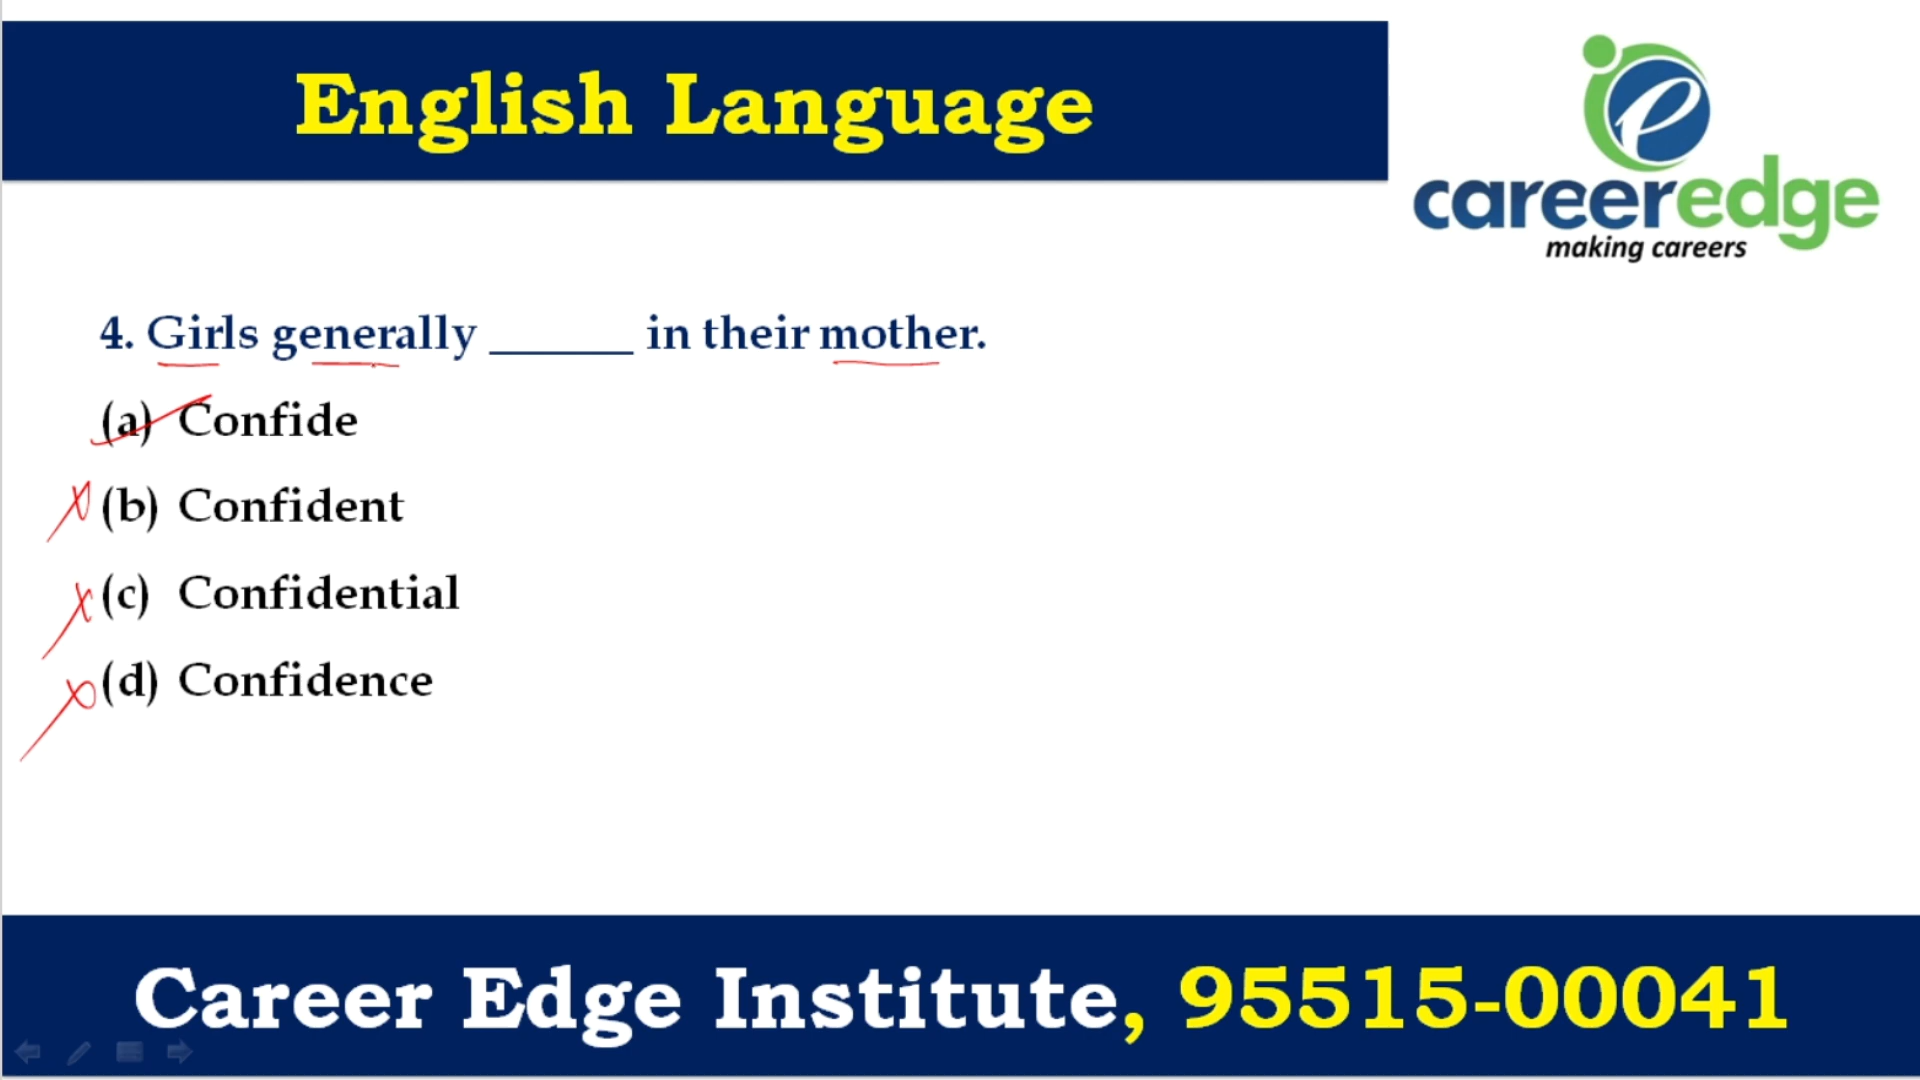 English Language
careeredge
making careers
4. Girls generally ______ in their mother.
(a) Confide
(b) Confident
(c) Confidential
(d) Confidence
Career Edge Institute, 95515-00041